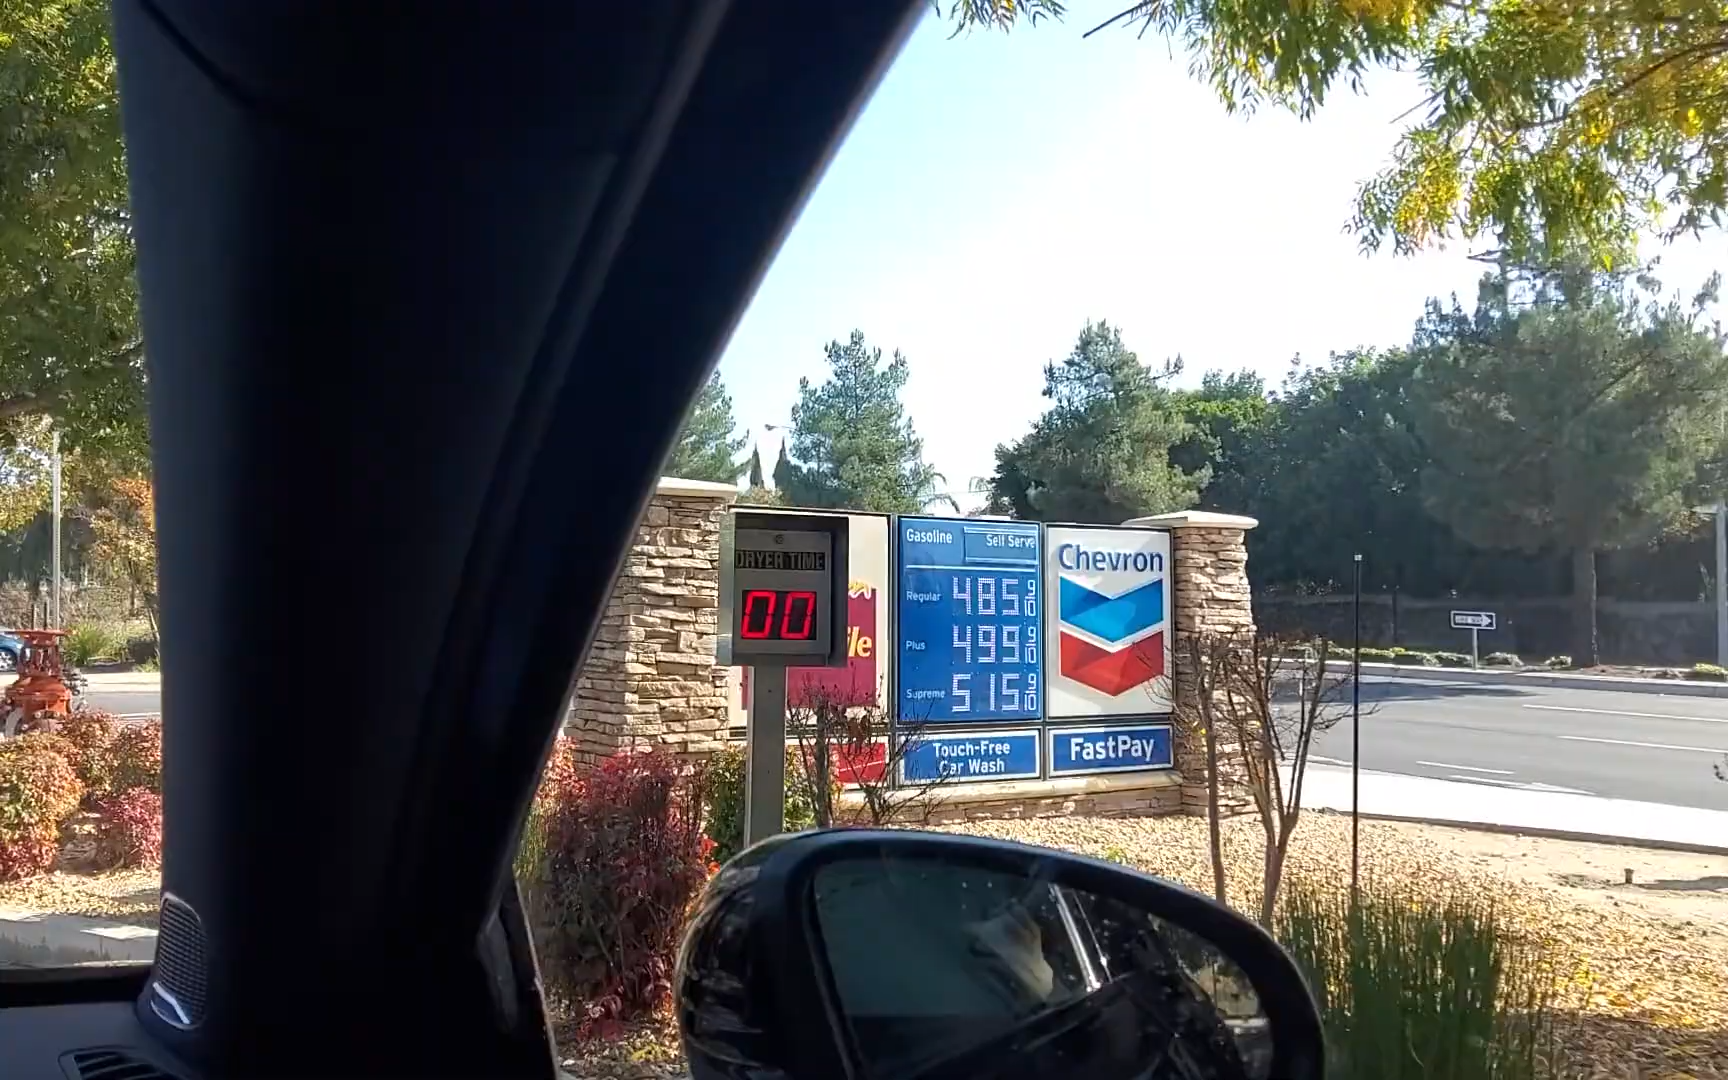 DRYER TIME
00
ile
Gasoline
Self Serve
Regular 485 9/10
Plus 499 9/10
Supreme 515 9/10
Touch-Free
Car Wash
Chevron
FastPay